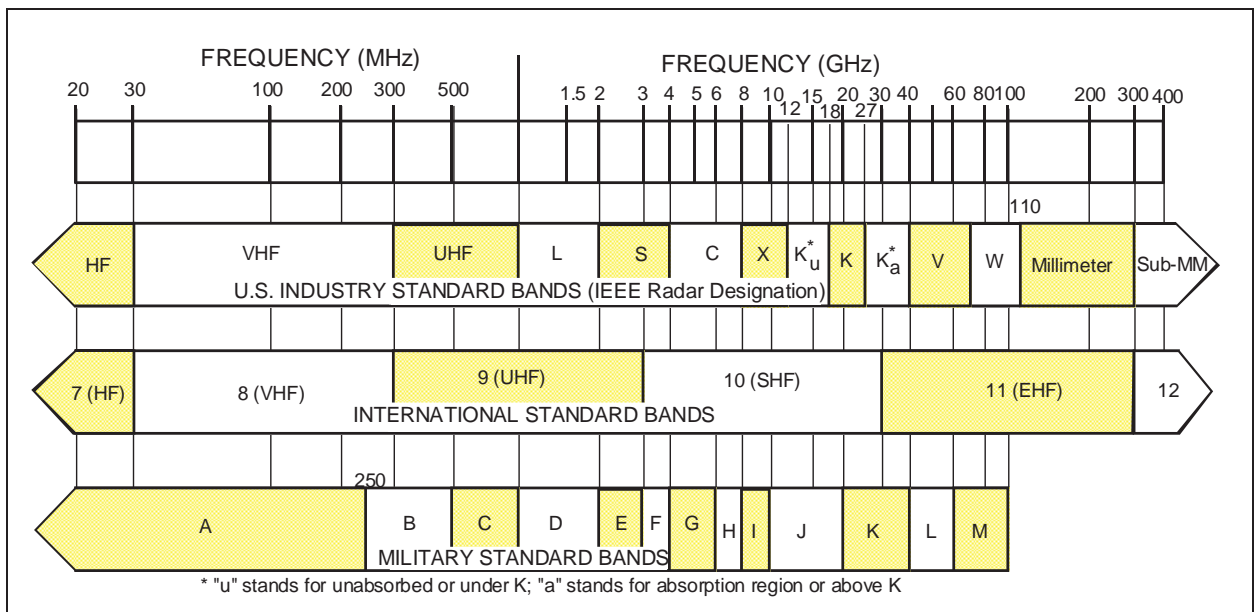 FREQUENCY (MHz) FREQUENCY (GHz)
20 30 100 200 300 500 1.5 2 3 4 5 6 8 10 12 15 18 20 27 30 40 60 80 100 200 300 400
110
HF VHF UHF L S C X K*u K K*a V W Millimeter Sub-MM
U.S. INDUSTRY STANDARD BANDS (IEEE Radar Designation)
7 (HF) 8 (VHF) 9 (UHF) 10 (SHF) 11 (EHF) 12
INTERNATIONAL STANDARD BANDS
250
A B C D E F G H I J K L M
MILITARY STANDARD BANDS
* "u" stands for unabsorbed or under K; "a" stands for absorption region or above K